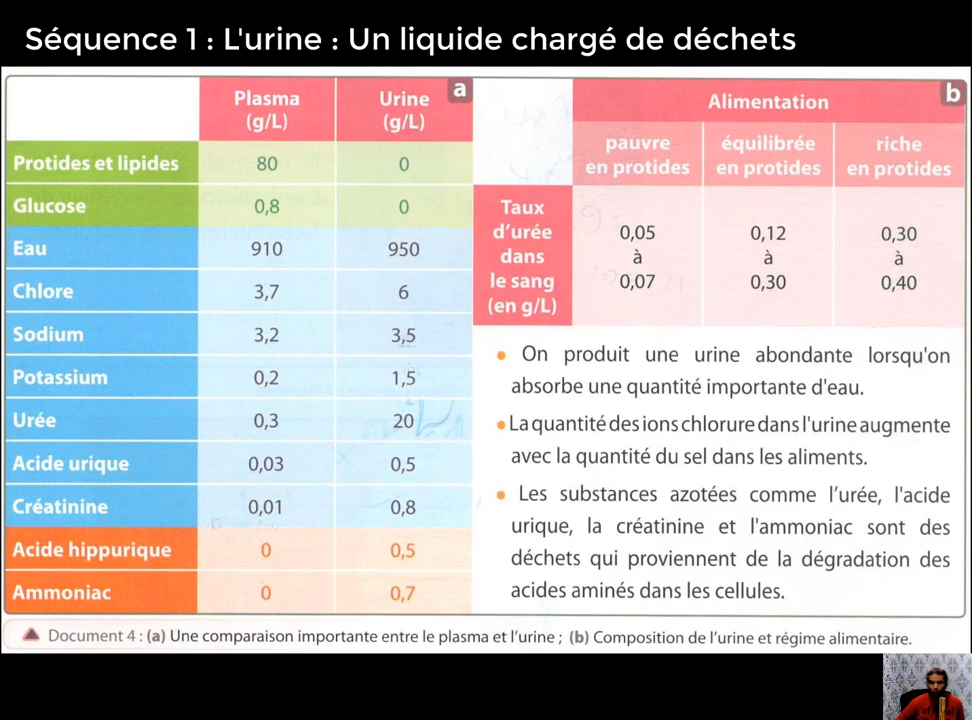 Séquence 1 : L'urine : Un liquide chargé de déchets
a
Plasma (g/L) Urine (g/L)
Protides et lipides 80 0
Glucose 0,8 0
Eau 910 950
Chlore 3,7 6
Sodium 3,2 3,5
Potassium 0,2 1,5
Urée 0,3 20
Acide urique 0,03 0,5
Créatinine 0,01 0,8
Acide hippurique 0 0,5
Ammoniac 0 0,7
b
Alimentation
pauvre en protides équilibrée en protides riche en protides
Taux d'urée dans le sang (en g/L) 0,05 à 0,07 0,12 à 0,30 0,30 à 0,40
• On produit une urine abondante lorsqu'on
absorbe une quantité importante d'eau.
• La quantité des ions chlorure dans l'urine augmente
avec la quantité du sel dans les aliments.
• Les substances azotées comme l'urée, l'acide
urique, la créatinine et l'ammoniac sont des
déchets qui proviennent de la dégradation des
acides aminés dans les cellules.
Document 4 : (a) Une comparaison importante entre le plasma et l'urine ; (b) Composition de l'urine et régime alimentaire.